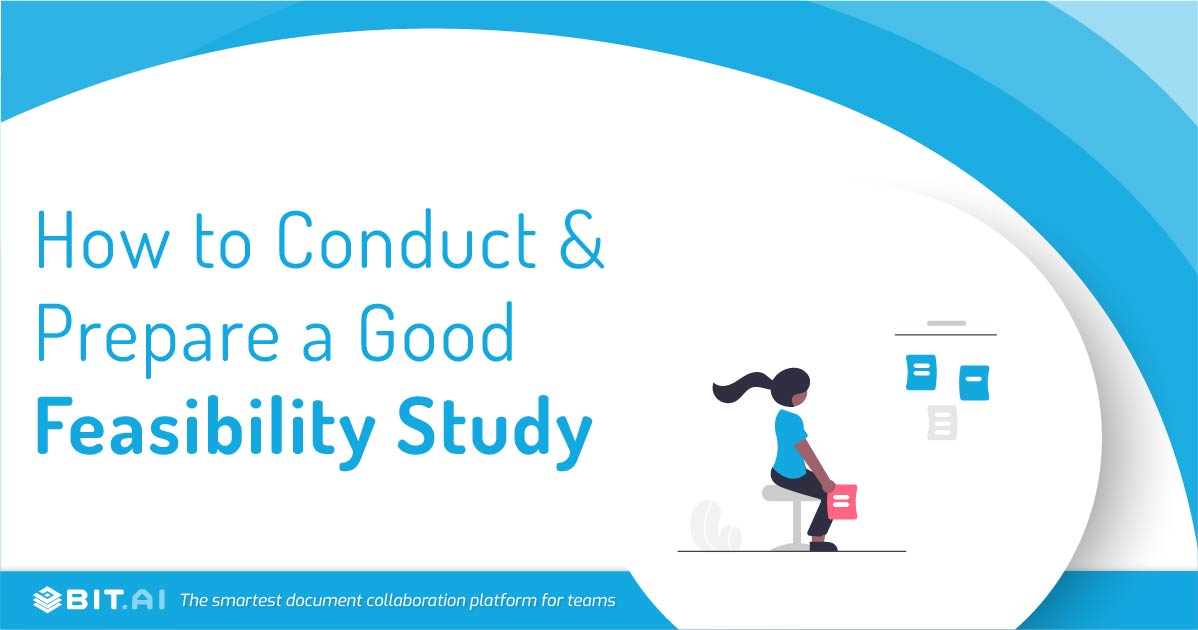 How to Conduct &
Prepare a Good
Feasibility Study
BIT.AI The smartest document collaboration platform for teams